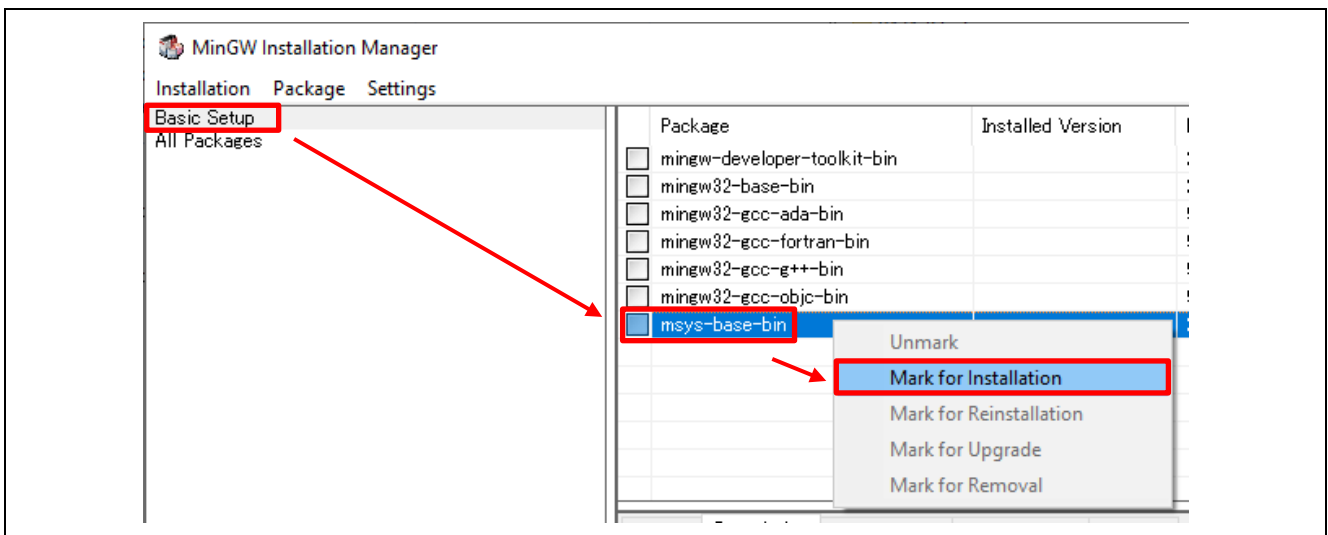 MinGW Installation Manager
Installation Package Settings
Basic Setup
All Packages
Package Installed Version
mingw-developer-toolkit-bin
mingw32-base-bin
mingw32-gcc-ada-bin
mingw32-gcc-fortran-bin
mingw32-gcc-g++-bin
mingw32-gcc-objc-bin
msys-base-bin
Unmark
Mark for Installation
Mark for Reinstallation
Mark for Upgrade
Mark for Removal